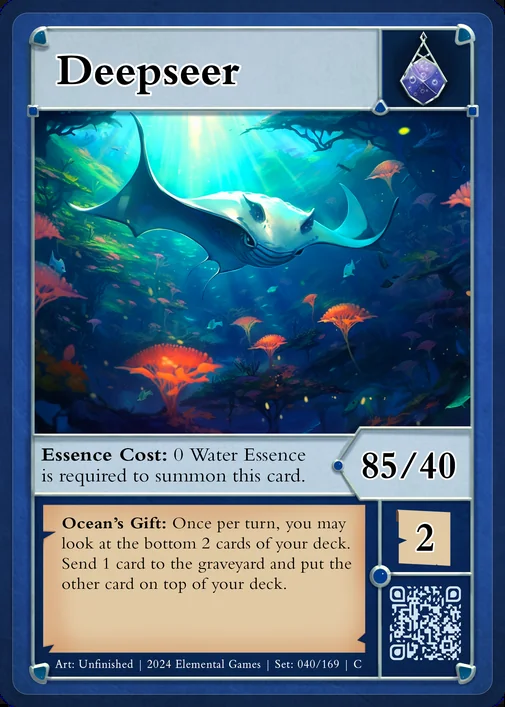 Deepseer
Essence Cost: 0 Water Essence
is required to summon this card.
85/40
Ocean's Gift: Once per turn, you may
look at the bottom 2 cards of your deck.
Send 1 card to the graveyard and put the
other card on top of your deck.
2
Art: Unfinished | 2024 Elemental Games | Set: 040/169 | C